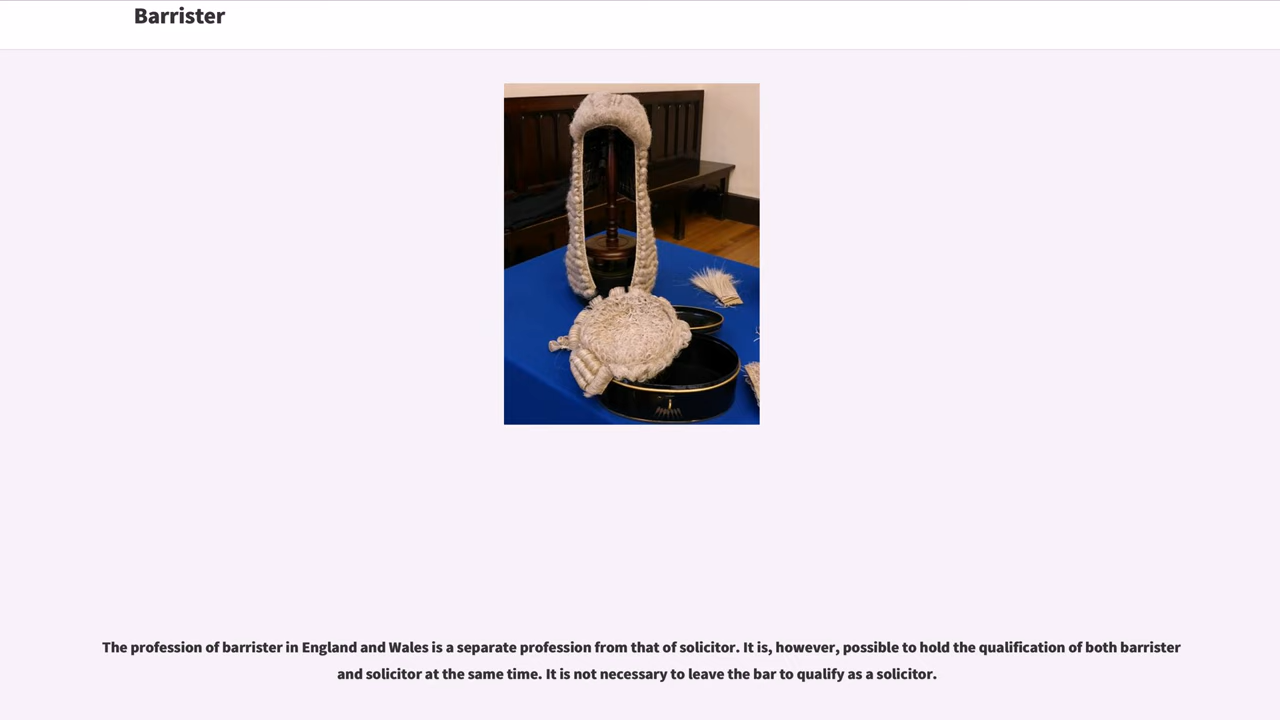 Barrister
The profession of barrister in England and Wales is a separate profession from that of solicitor. It is, however, possible to hold the qualification of both barrister
and solicitor at the same time. It is not necessary to leave the bar to qualify as a solicitor.